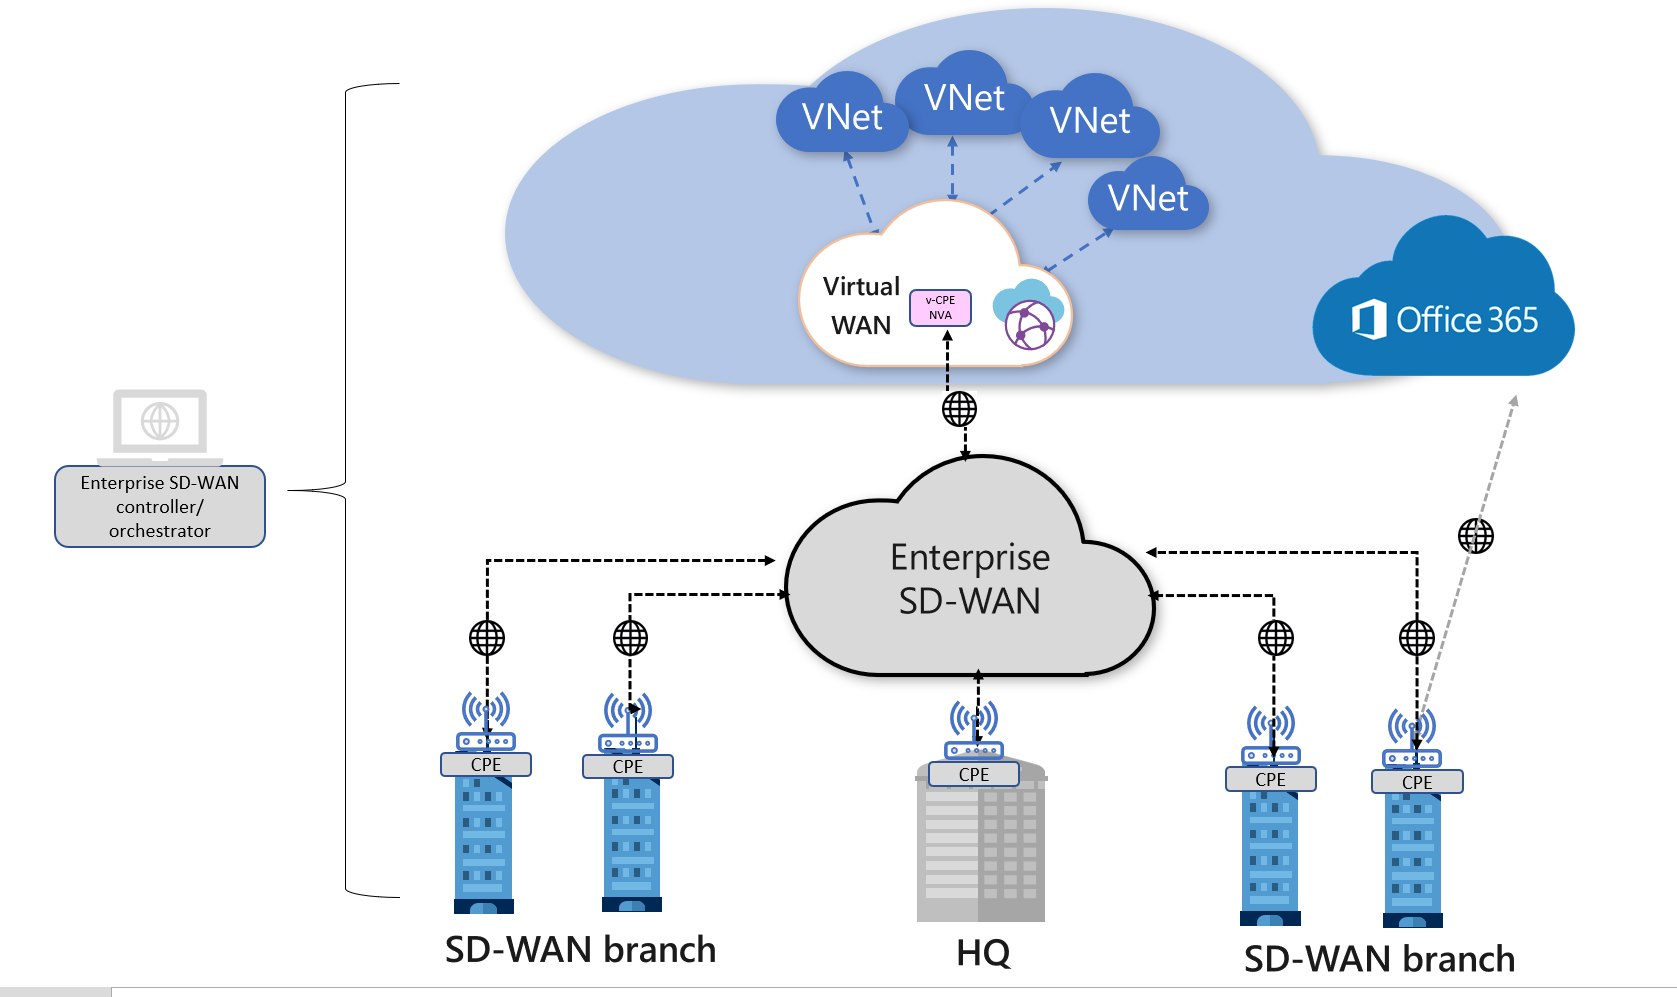 VNet
VNet
VNet
VNet
Virtual
WAN
v-CPE
NVA
Office 365
Enterprise SD-WAN
controller/
orchestrator
Enterprise
SD-WAN
CPE
CPE
CPE
CPE
CPE
SD-WAN branch
HQ
SD-WAN branch